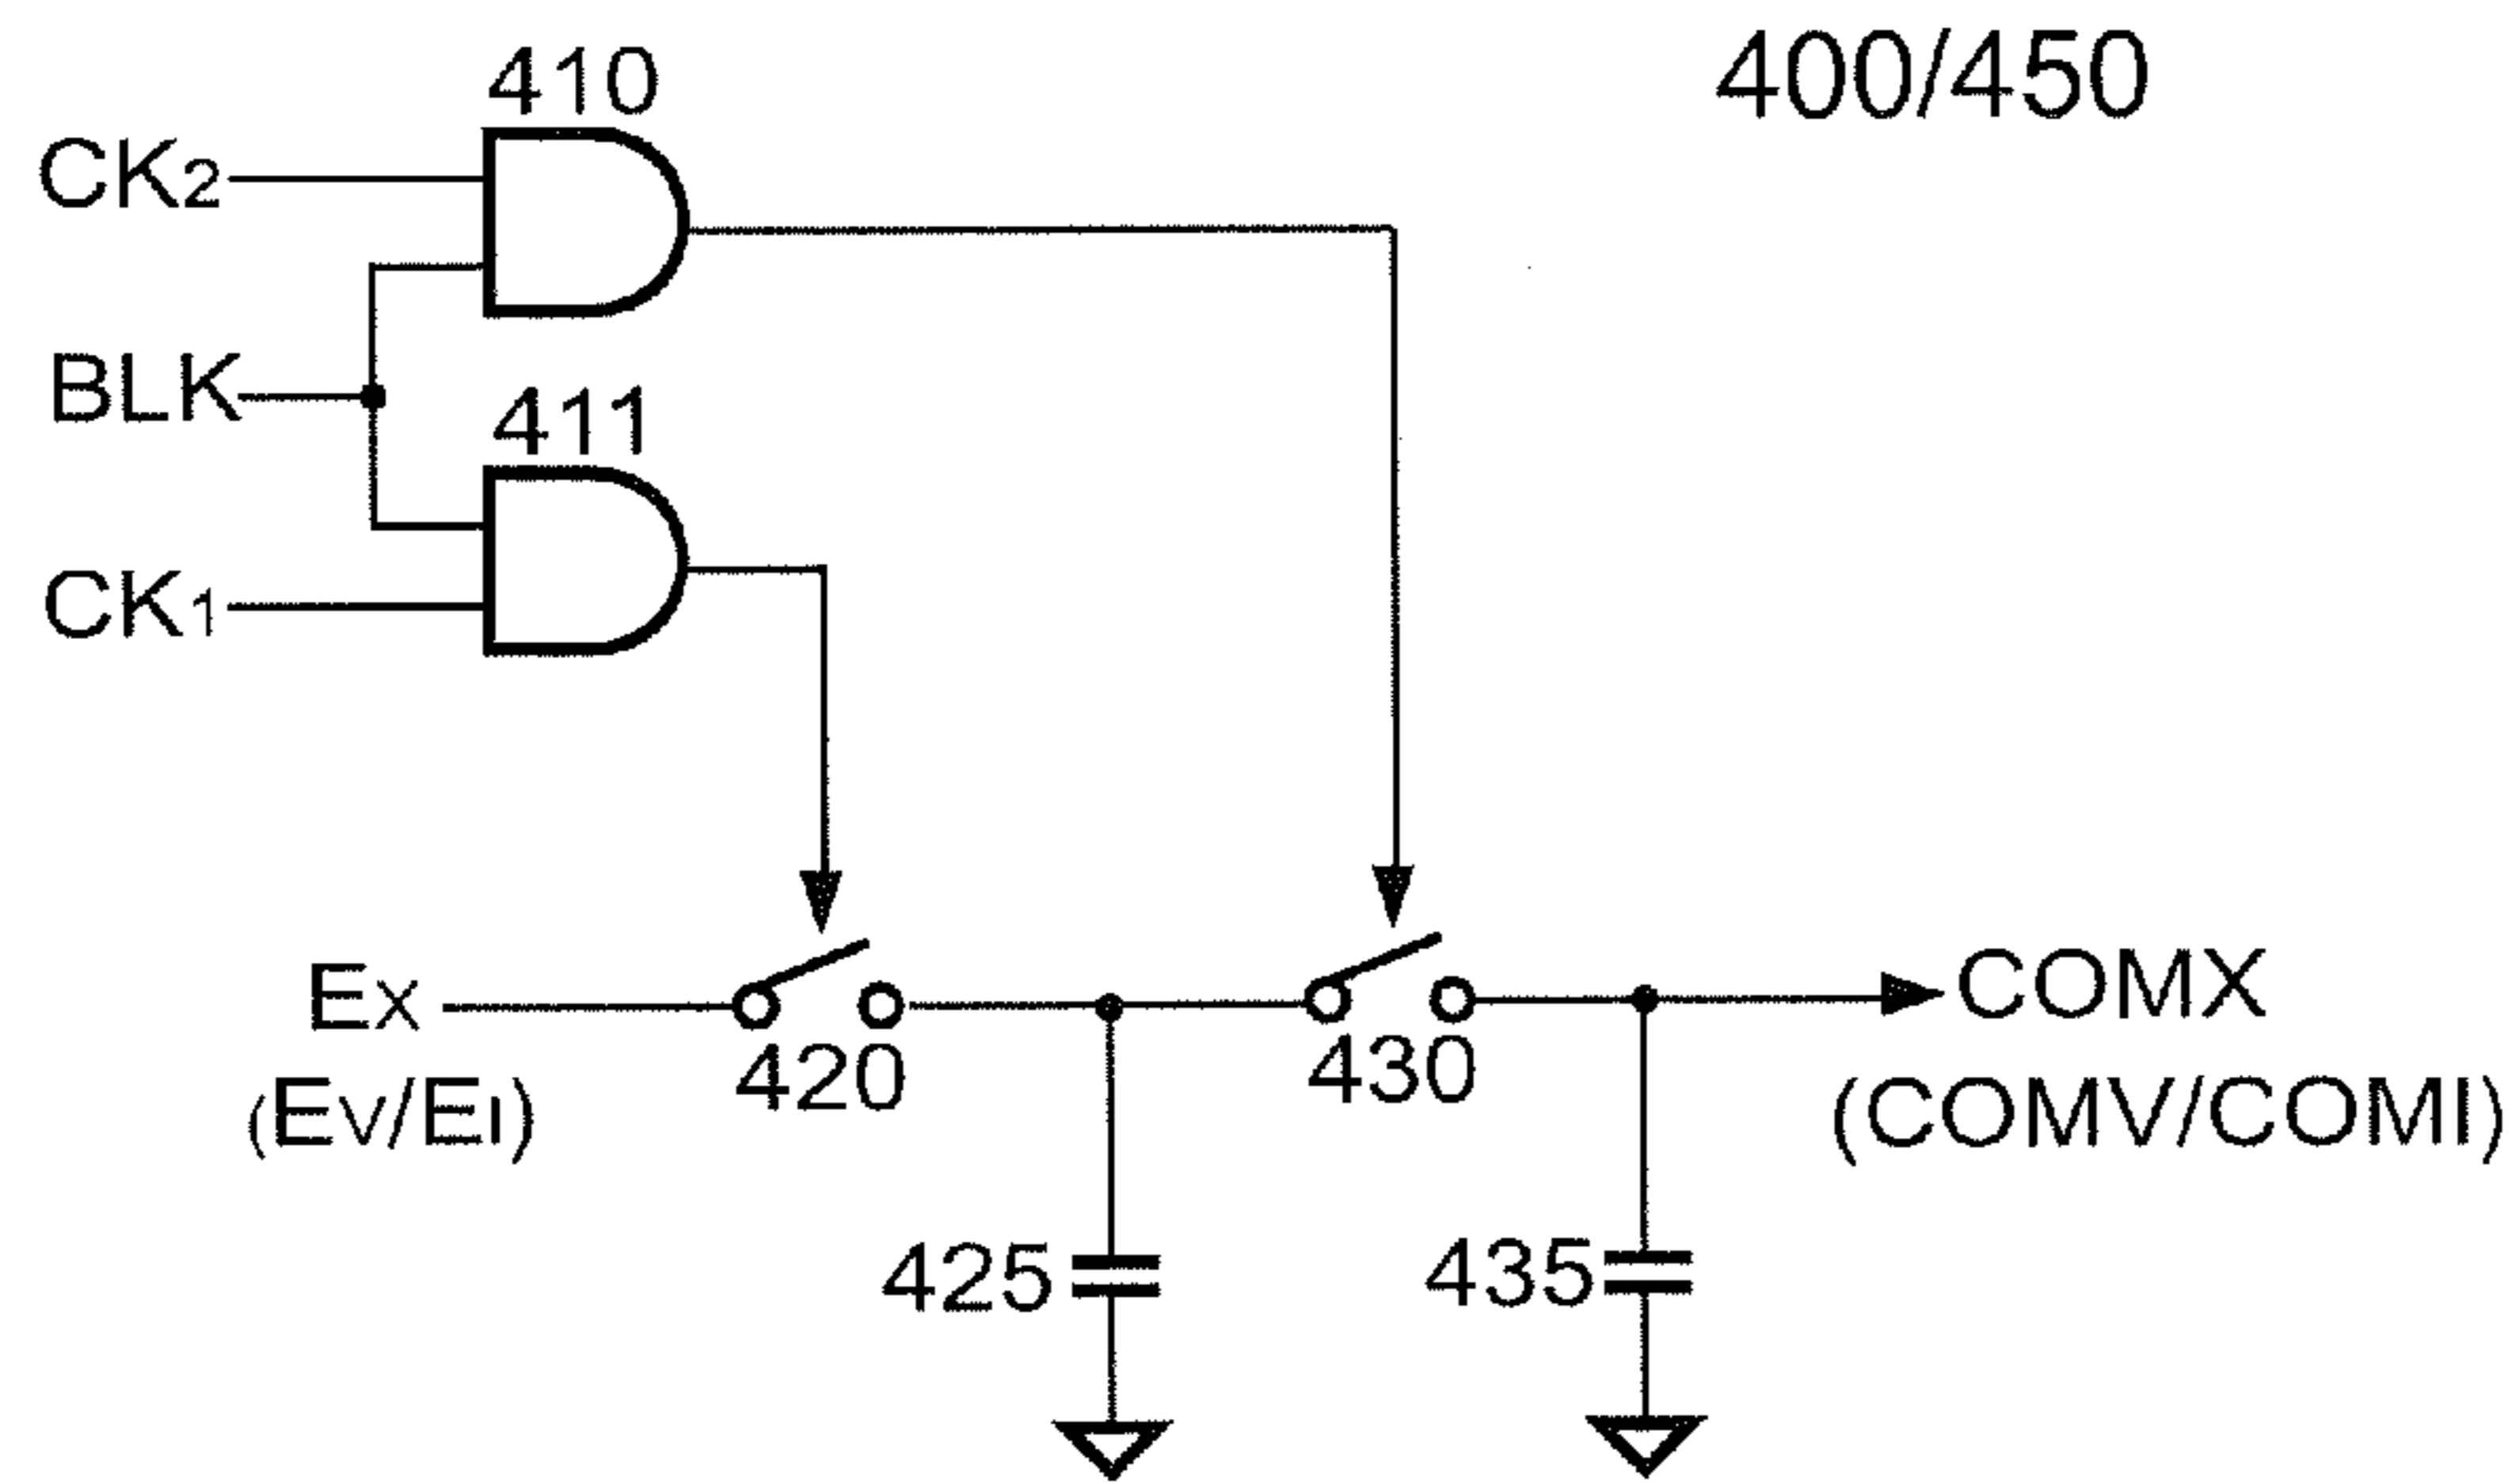 400/450
410
CK2
BLK
411
CK1
Ex
(EV/EI)
420
430
COMX
(COMV/COMI)
425
435